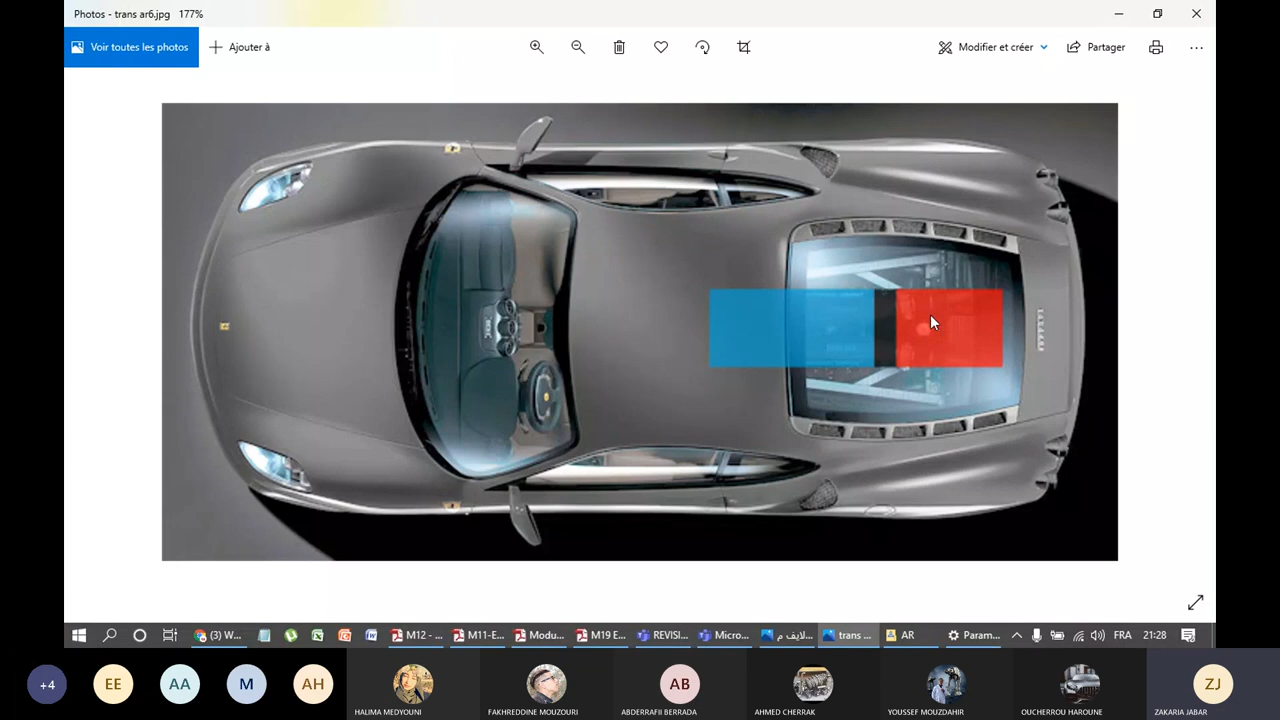 Photos - trans ar6.jpg 177%
Voir toutes les photos
Ajouter à
Modifier et créer
Partager
(3) W...
M12 - ...
M11-E...
Modu...
M19 E...
REVISI...
Micro...
لايف م...
trans ...
AR
Param...
FRA
21:28
+4
EE
AA
M
AH
AB
ZJ
HALIMA MEDYOUNI
FAKHREDDINE MOUZOURI
ABDERRAFII BERRADA
AHMED CHERRAK
YOUSSEF MOUZDAHIR
OUCHERROU HAROUNE
ZAKARIA JABAR